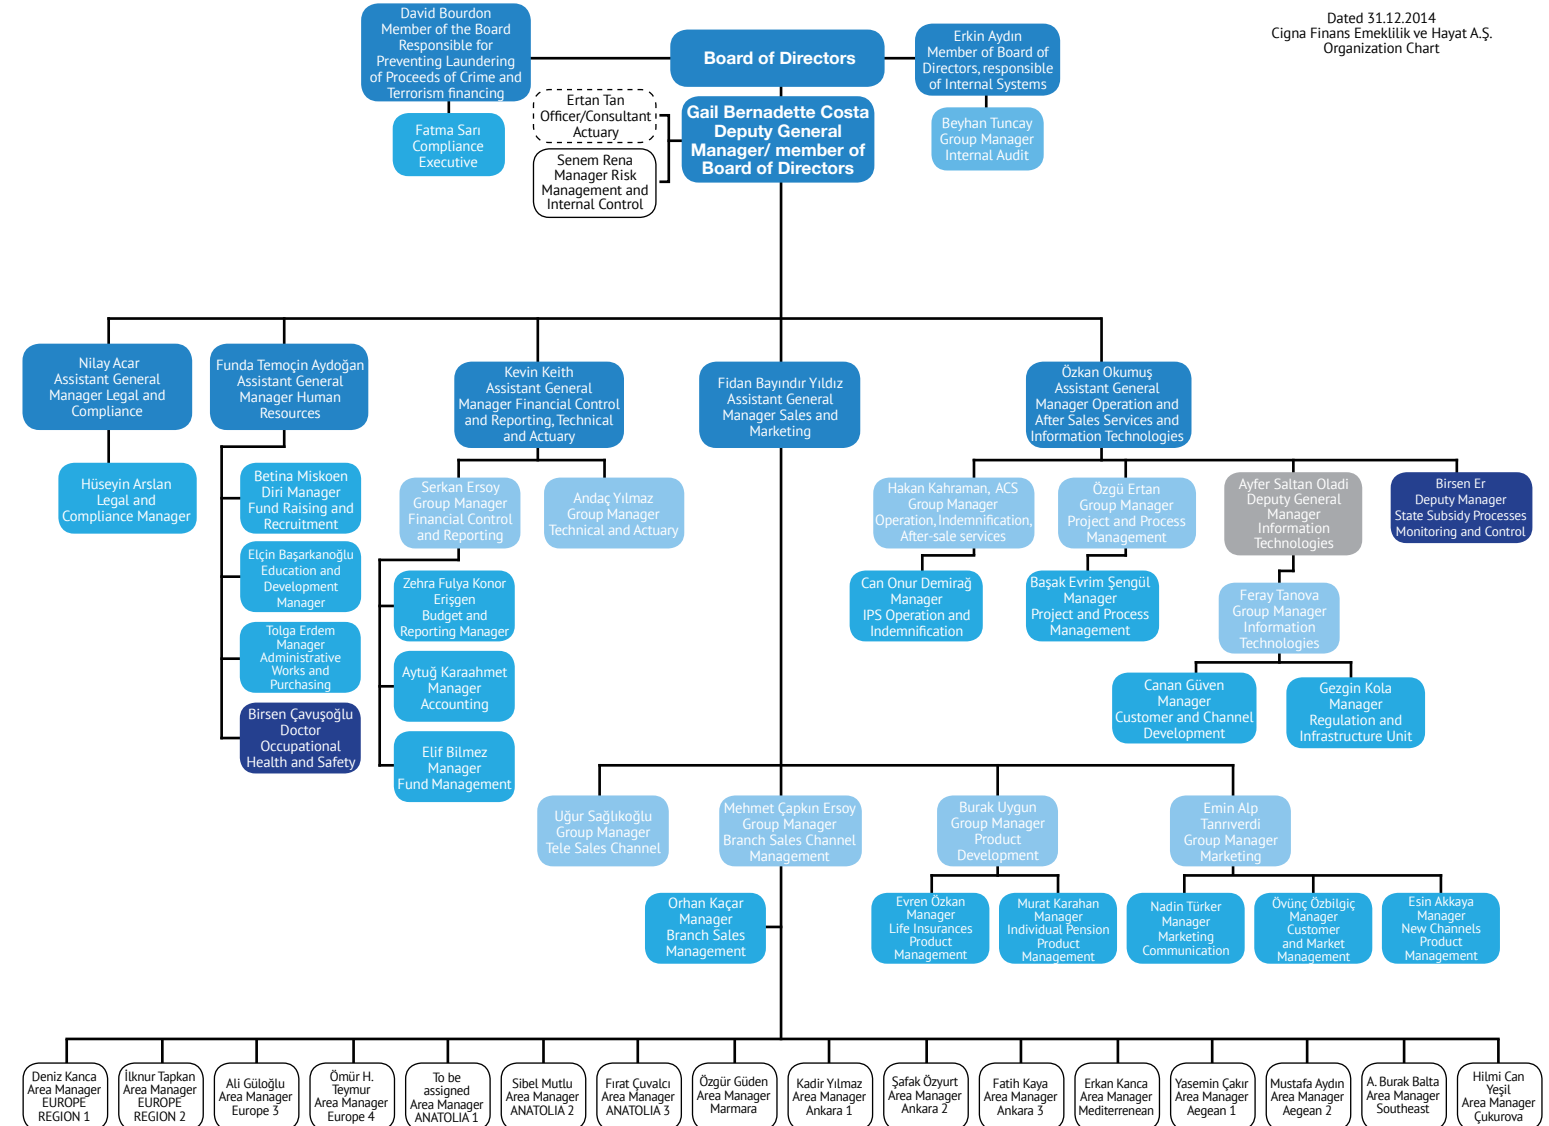 Dated 31.12.2014
Cigna Finans Emeklilik ve Hayat A.Ş.
Organization Chart
David Bourdon
Member of the Board
Responsible for
Preventing Laundering
of Proceeds of Crime and
Terrorism financing
Board of Directors
Erkin Aydın
Member of Board of
Directors, responsible
of Internal Systems
Fatma Sarı
Compliance
Executive
Ertan Tan
Officer/Consultant
Actuary
Senem Rena
Manager Risk
Management and
Internal Control
Gail Bernadette Costa
Deputy General
Manager/ member of
Board of Directors
Beyhan Tuncay
Group Manager
Internal Audit
Nilay Acar
Assistant General
Manager Legal and
Compliance
Funda Temoçin Aydoğan
Assistant General
Manager Human
Resources
Kevin Keith
Assistant General
Manager Financial Control
and Reporting, Technical
and Actuary
Fidan Bayındır Yıldız
Assistant General
Manager Sales and
Marketing
Özkan Okumuş
Assistant General
Manager Operation and
After Sales Services and
Information Technologies
Hüseyin Arslan
Legal and
Compliance Manager
Betina Miskoen
Diri Manager
Fund Raising and
Recruitment
Elçin Başarkanoğlu
Education and
Development
Manager
Tolga Erdem
Manager
Administrative
Works and
Purchasing
Birsen Çavuşoğlu
Doctor
Occupational
Health and Safety
Serkan Ersoy
Group Manager
Financial Control
and Reporting
Andaç Yılmaz
Group Manager
Technical and Actuary
Zehra Fulya Konor
Erişgen
Budget and
Reporting Manager
Aytuğ Karaahmet
Manager
Accounting
Elif Bilmez
Manager
Fund Management
Hakan Kahraman, ACS
Group Manager
Operation, Indemnification,
After-sale services
Özgü Ertan
Group Manager
Project and Process
Management
Ayfer Saltan Oladi
Deputy General
Manager
Information
Technologies
Birsen Er
Deputy Manager
State Subsidy Processes
Monitoring and Control
Can Onur Demirağ
Manager
IPS Operation and
Indemnification
Başak Evrim Şengül
Manager
Project and Process
Management
Feray Tanova
Group Manager
Information
Technologies
Canan Güven
Manager
Customer and Channel
Development
Gezgin Kola
Manager
Regulation and
Infrastructure Unit
Uğur Sağlıkoğlu
Group Manager
Tele Sales Channel
Mehmet Çapkın Ersoy
Group Manager
Branch Sales Channel
Management
Burak Uygun
Group Manager
Product
Development
Emin Alp
Tanrıverdi
Group Manager
Marketing
Orhan Kaçar
Manager
Branch Sales
Management
Evren Özkan
Manager
Life Insurances
Product
Management
Murat Karahan
Manager
Individual Pension
Product
Management
Nadin Türker
Manager
Marketing
Communication
Övünç Özbilgiç
Manager
Customer
and Market
Management
Esin Akkaya
Manager
New Channels
Product
Management
Deniz Kanca
Area Manager
EUROPE
REGION 1
İlknur Tapkan
Area Manager
EUROPE
REGION 2
Ali Güloğlu
Area Manager
Europe 3
Ömür H.
Teymur
Area Manager
Europe 4
To be
assigned
Area Manager
ANATOLIA 1
Sibel Mutlu
Area Manager
ANATOLIA 2
Fırat Çuvalcı
Area Manager
ANATOLIA 3
Özgür Güden
Area Manager
Marmara
Kadir Yılmaz
Area Manager
Ankara 1
Şafak Özyurt
Area Manager
Ankara 2
Fatih Kaya
Area Manager
Ankara 3
Erkan Kanca
Area Manager
Mediterrenean
Yasemin Çakır
Area Manager
Aegean 1
Mustafa Aydın
Area Manager
Aegean 2
A. Burak Balta
Area Manager
Southeast
Hilmi Can
Yeşil
Area Manager
Çukurova